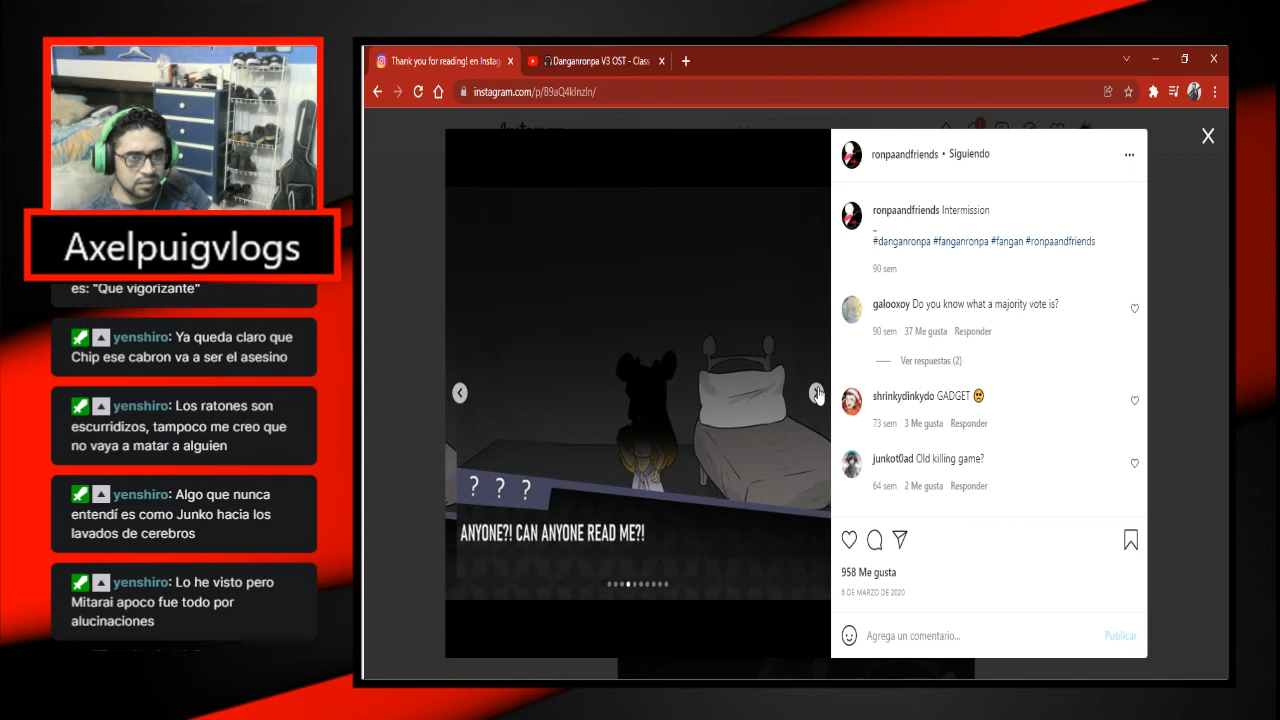 Axelpuigvlogs
es: "Que vigorizante"
yenshiro: Ya queda claro que
Chip ese cabron va a ser el asesino
yenshiro: Los ratones son
escurridizos, tampoco me creo que
no vaya a matar a alguien
yenshiro: Algo que nunca
entendí es como Junko hacia los
lavados de cerebros
yenshiro: Lo he visto pero
Mitarai apoco fue todo por
alucinaciones
Thank you for reading! en Instag
Danganronpa V3 OST - Class
instagram.com/p/B9aQ4klnzln/
? ? ?
ANYONE?! CAN ANYONE READ ME?!
ronpaandfriends • Siguiendo
ronpaandfriends Intermission
_
#danganronpa #fanganronpa #fangan #ronpaandfriends
90 sem
galooxoy Do you know what a majority vote is?
90 sem 37 Me gusta Responder
Ver respuestas (2)
shrinkydinkydo GADGET
73 sem 3 Me gusta Responder
junkot0ad Old killing game?
64 sem 2 Me gusta Responder
958 Me gusta
6 DE MARZO DE 2020
Agrega un comentario...
Publicar